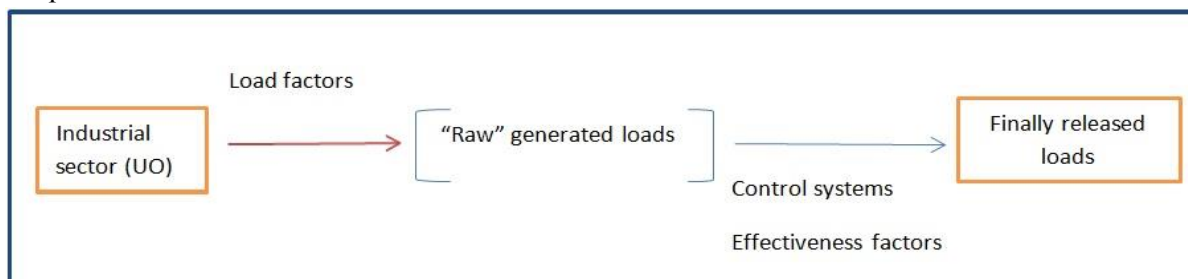 Load factors
Industrial
sector (UO)
“Raw” generated loads
Finally released
loads
Control systems
Effectiveness factors